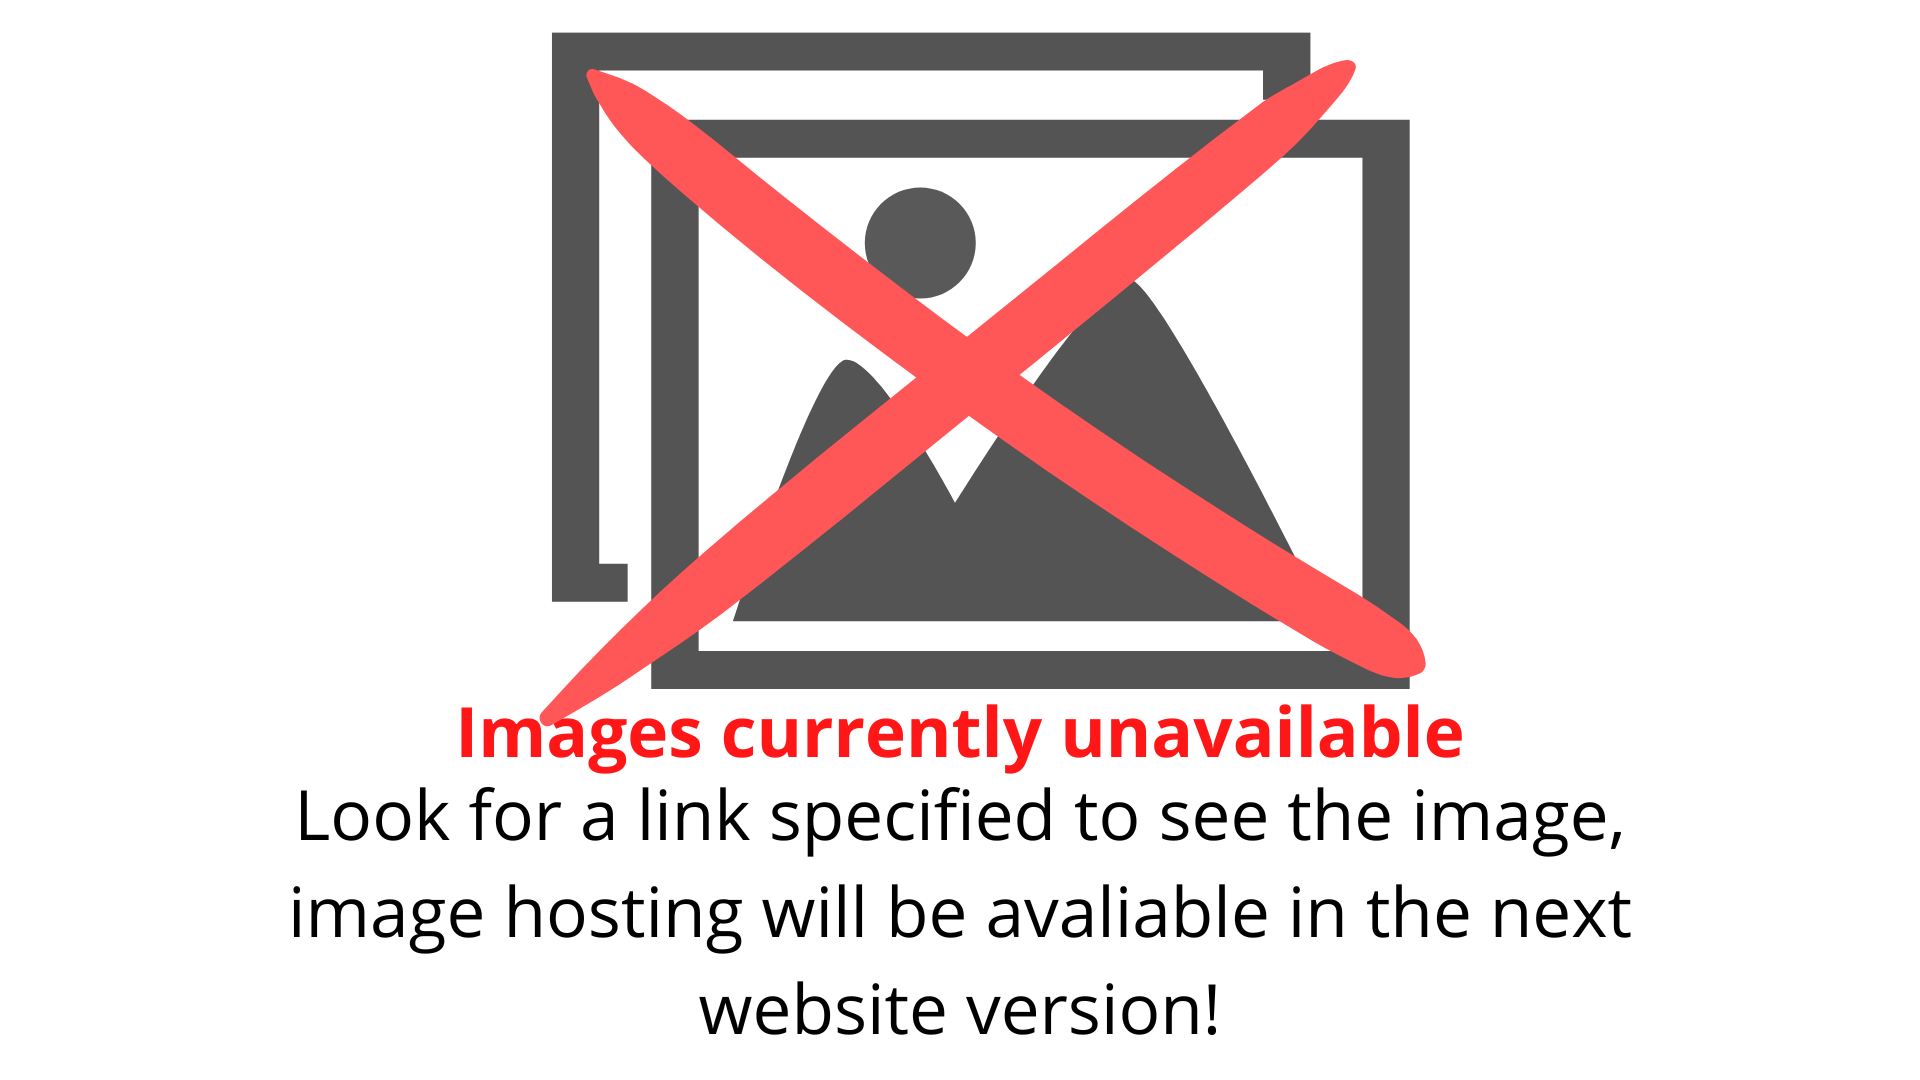 Images currently unavailable
Look for a link specified to see the image,
image hosting will be avaliable in the next
website version!